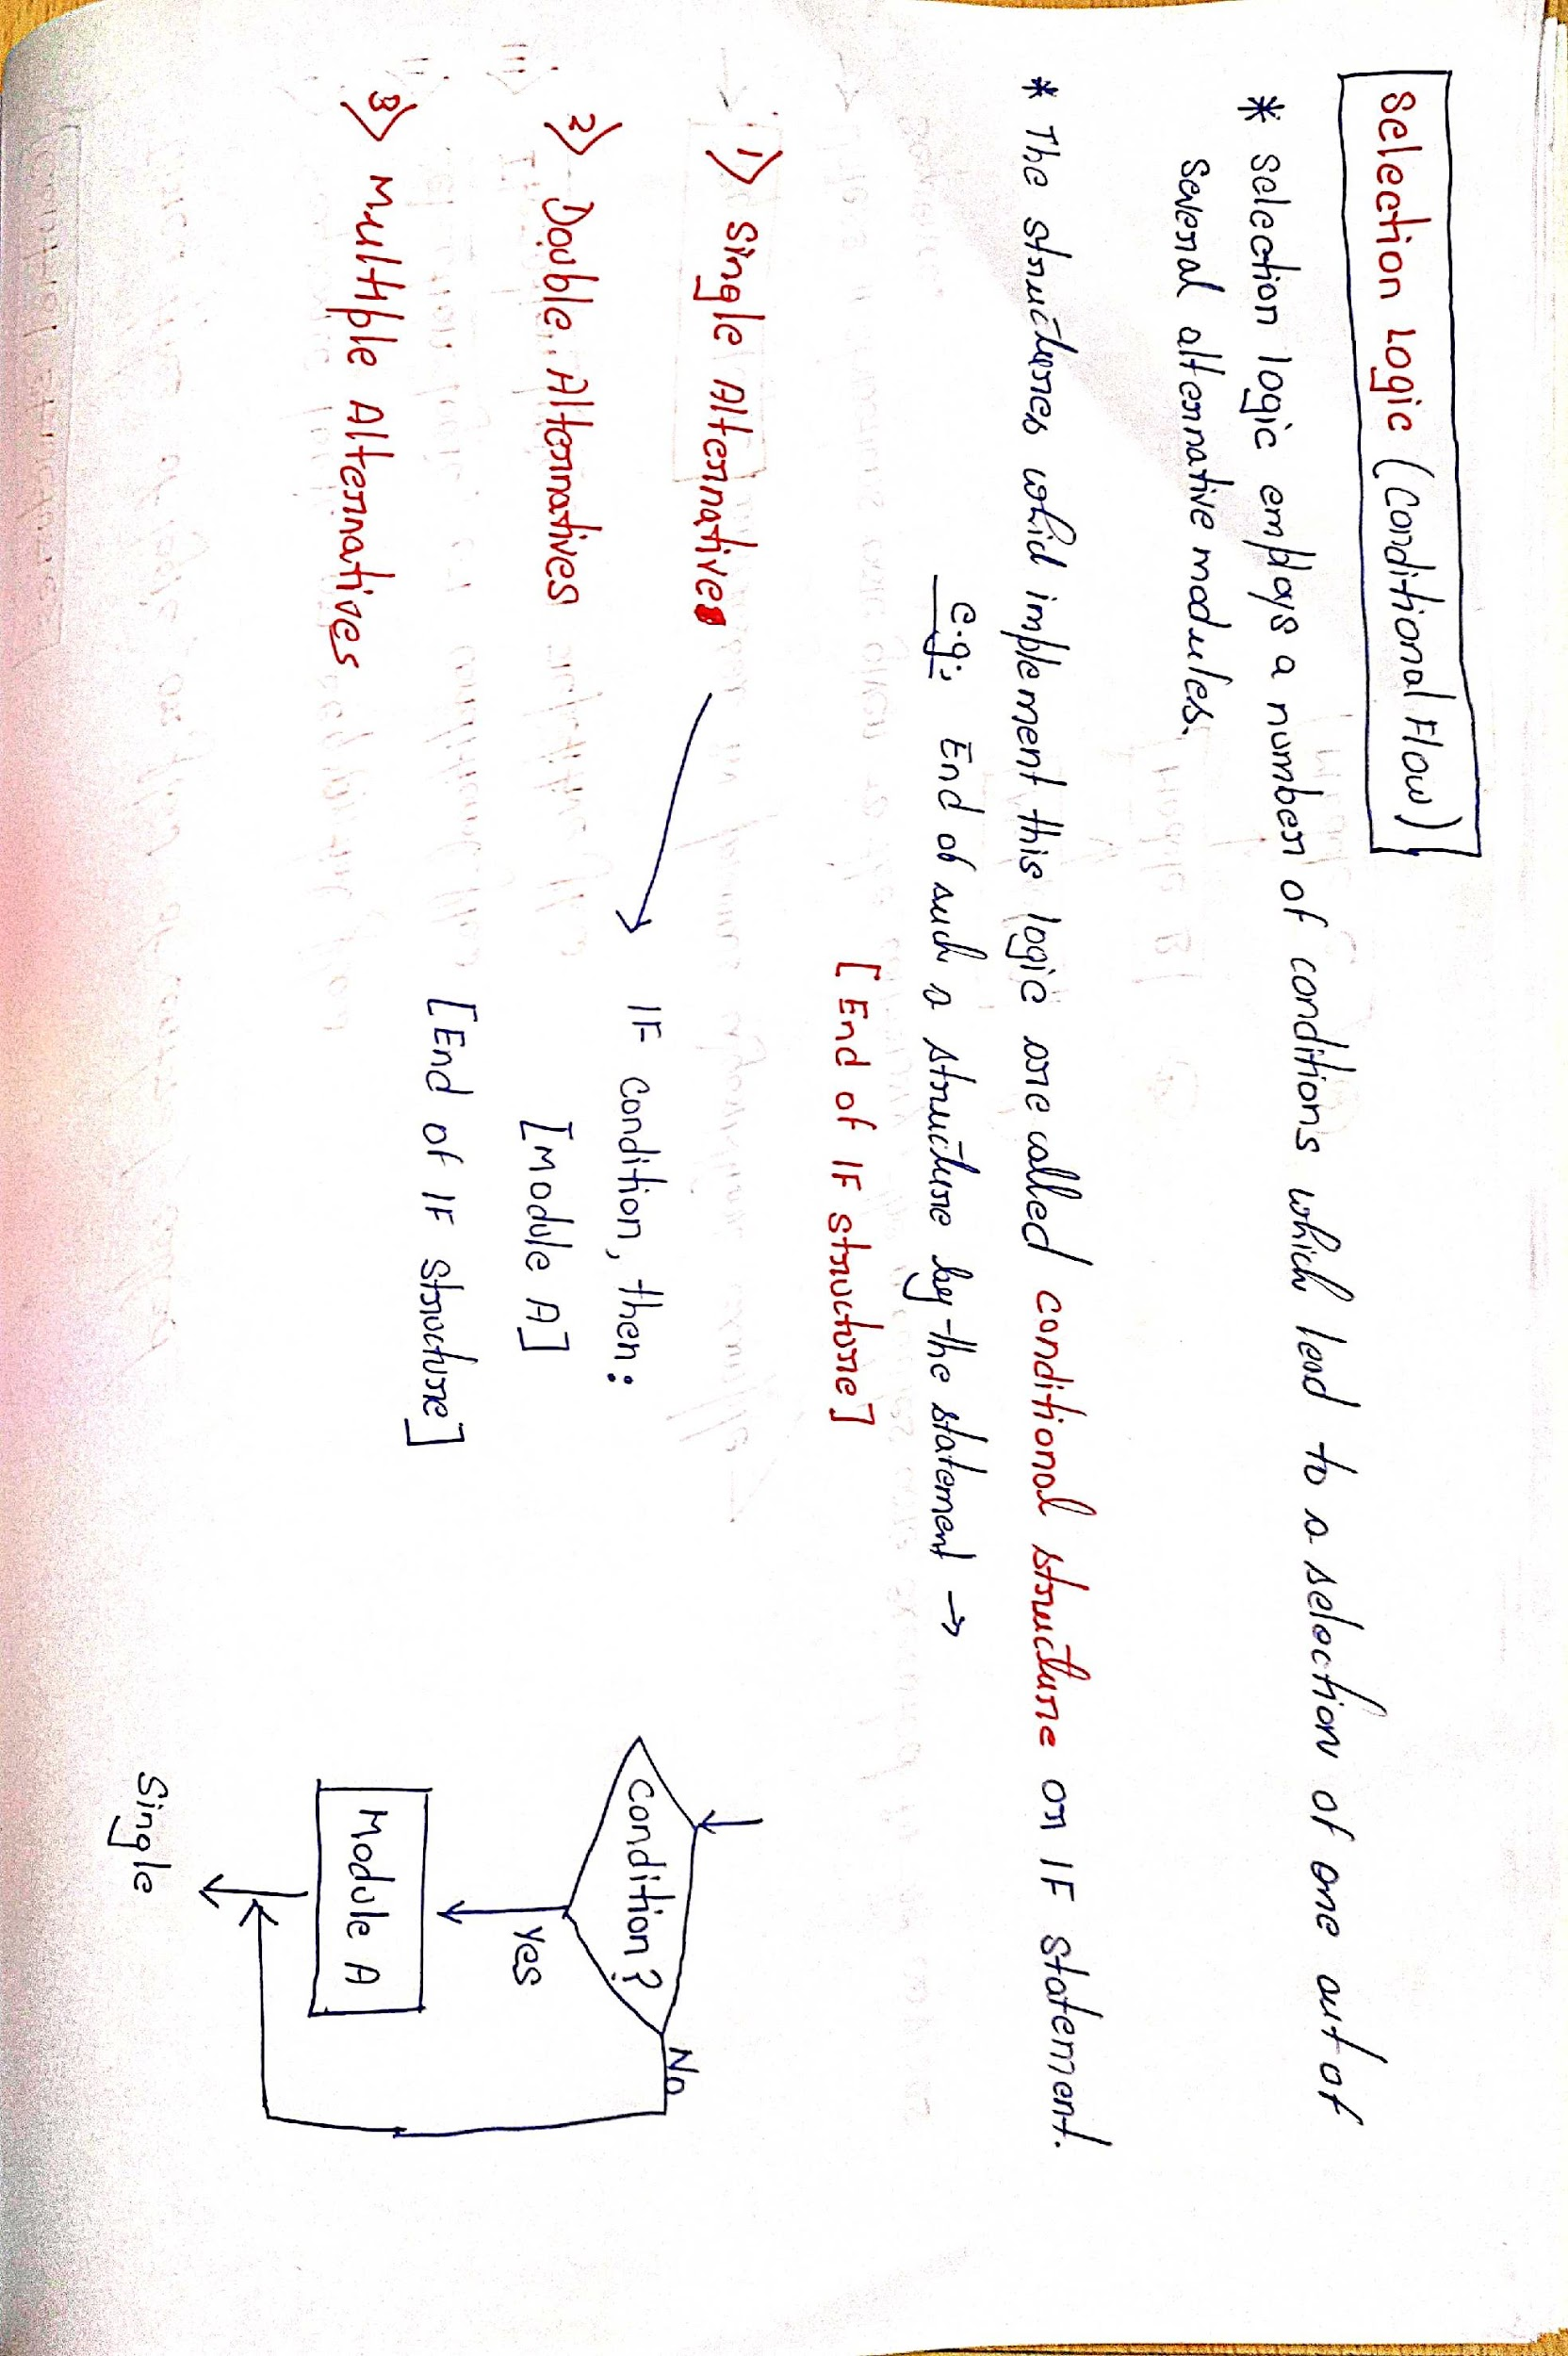 Selection Logic (Conditional Flow)
* Selection logic employs a number of conditions which lead to a selection of one out of
several alternative modules.
* The structures whid implement this logic are called conditional structure or IF statement.
e.g; End of such a structure by the statement →
[End of IF structure]
1) Single Alternative
2) Double Alternatives
3) Multiple Alternatives
IF condition, then:
[Module A]
[End of IF structure]
Condition?
No
Yes
Module A
Single